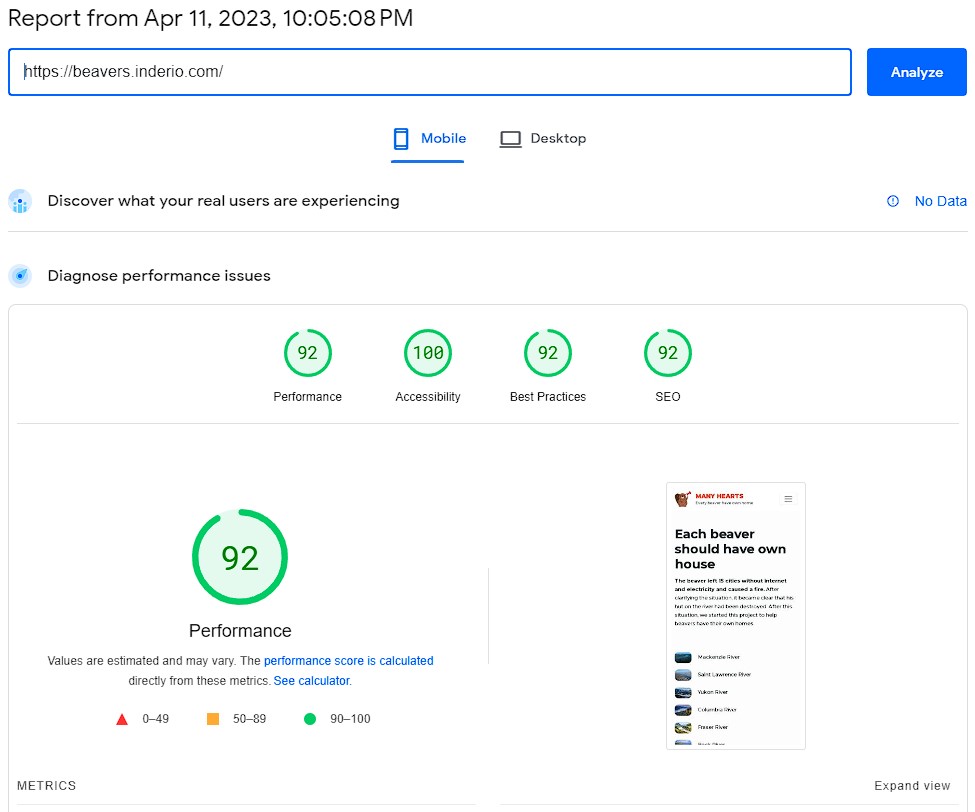 Report from Apr 11, 2023, 10:05:08 PM
https://beavers.inderio.com/
Analyze
Mobile
Desktop
Discover what your real users are experiencing
No Data
Diagnose performance issues
92
100
92
92
Performance
Accessibility
Best Practices
SEO
92
Performance
Values are estimated and may vary. The performance score is calculated
directly from these metrics. See calculator.
0–49
50–89
90–100
MANY HEARTS
Every beaver have own home
Each beaver
should have own
house
The beaver left 15 cities without internet
and electricity and caused a fire. After
clarifying the situation, it became clear that his
hut on the river had been destroyed. After this
situation, we started this project to help
beavers have their own homes
Mackenzie River
Saint Lawrence River
Yukon River
Columbia River
Fraser River
METRICS
Expand view